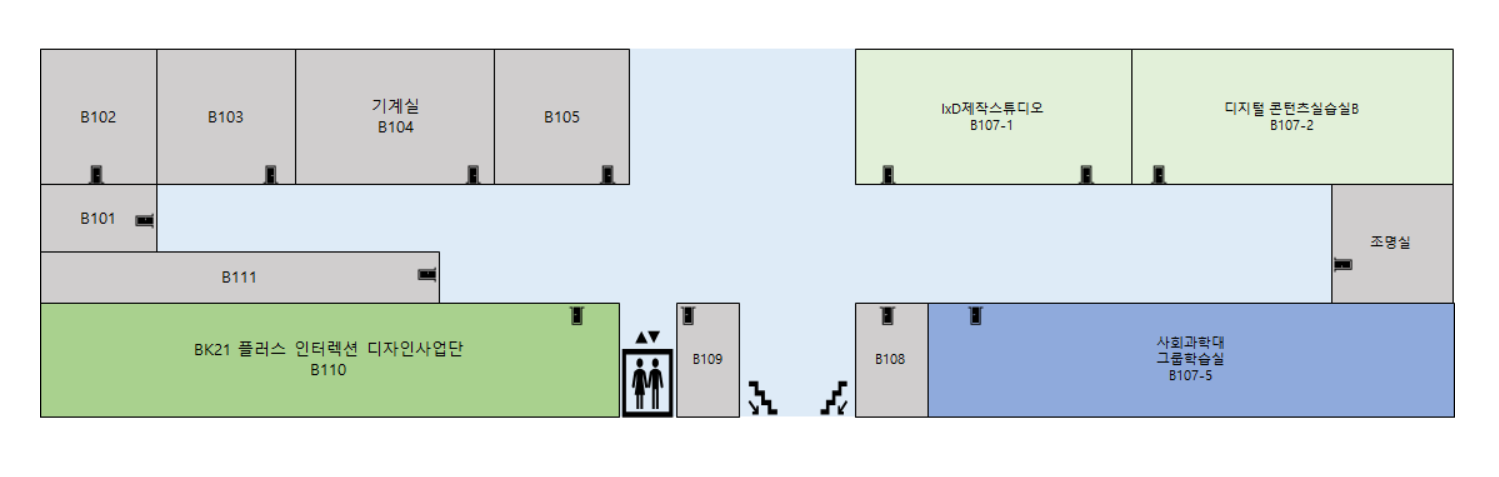 B102
B103
기계실
B104
B105
IxD제작스튜디오
B107-1
디지털 콘턴츠실습실B
B107-2
B101
조명실
B111
BK21 플러스 인터렉션 디자인사업단
B110
B109
B108
사회과학대
그룹학습실
B107-5